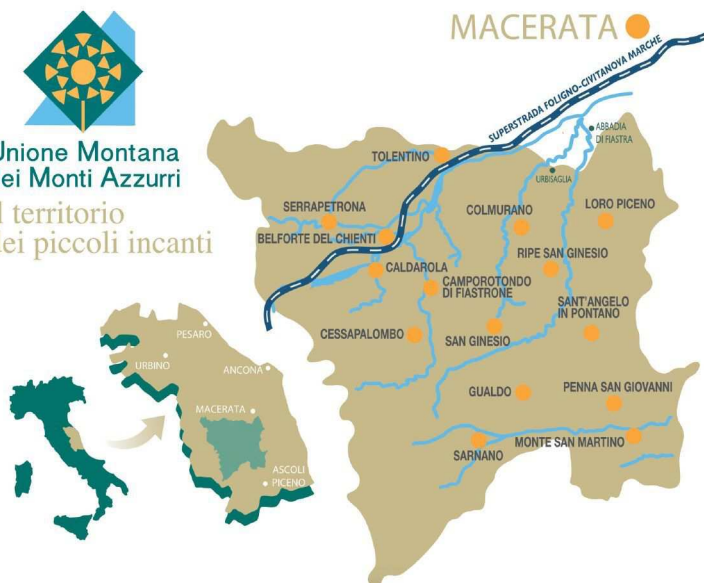 MACERATA
SUPERSTRADA FOLIGNO-CIVITANOVA MARCHE
Unione Montana
dei Monti Azzurri
il territorio
dei piccoli incanti
ABBADIA
DI FIASTRA
URBISAGLIA
TOLENTINO
SERRAPETRONA
BELFORTE DEL CHIENTI
COLMURANO
LORO PICENO
RIPE SAN GINESIO
CALDAROLA
CAMPOROTONDO
DI FIASTRONE
SANT'ANGELO
IN PONTANO
CESSAPALOMBO
SAN GINESIO
GUALDO
PENNA SAN GIOVANNI
SARNANO
MONTE SAN MARTINO
PESARO
URBINO
ANCONA
MACERATA
ASCOLI
PICENO